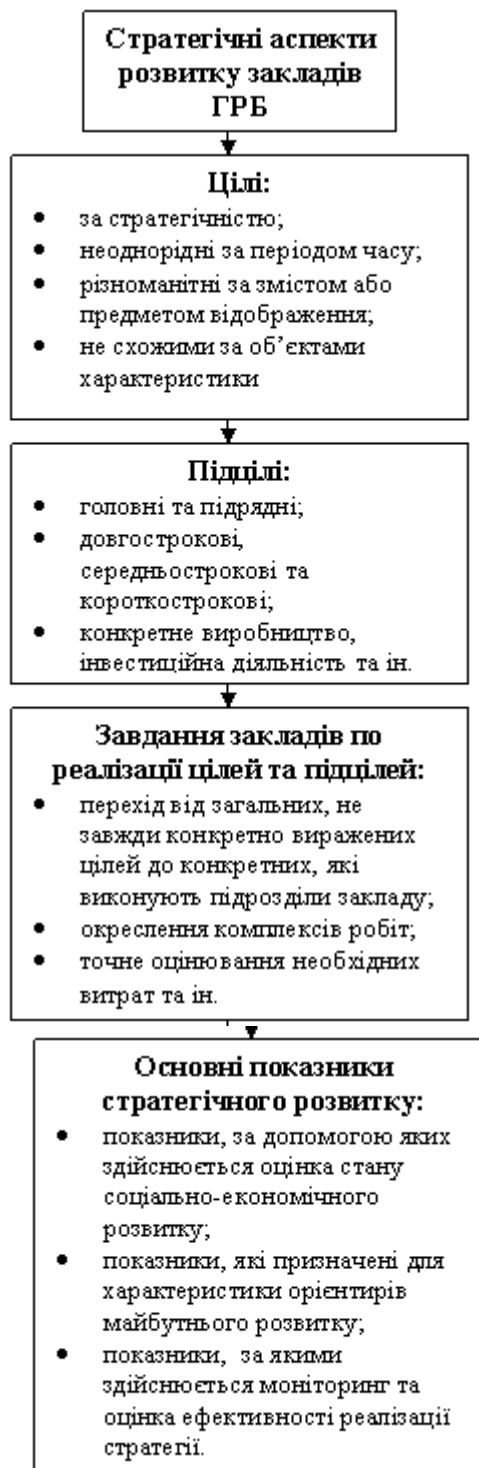 Стратегічні аспекти
розвитку закладів
ГРБ
Цілі:
• за стратегічністю;
• неоднорідні за періодом часу;
• різноманітні за змістом або
предметом відображення;
• не схожими за об’єктами
характеристики
Підцілі:
• головні та підрядні;
• довгострокові,
середньострокові та
короткострокові;
• конкретне виробництво,
інвестиційна діяльність та ін.
Завдання закладів по
реалізації цілей та підцілей:
• перехід від загальних, не
завжди конкретно виражених
цілей до конкретних, які
виконують підрозділи закладу;
• окреслення комплексів робіт;
• точне оцінювання необхідних
витрат та ін.
Основні показники
стратегічного розвитку:
• показники, за допомогою яких
здійснюється оцінка стану
соціально-економічного
розвитку;
• показники, які призначені для
характеристики орієнтирів
майбутнього розвитку;
• показники, за якими
здійснюється моніторинг та
оцінка ефективності реалізації
стратегії.